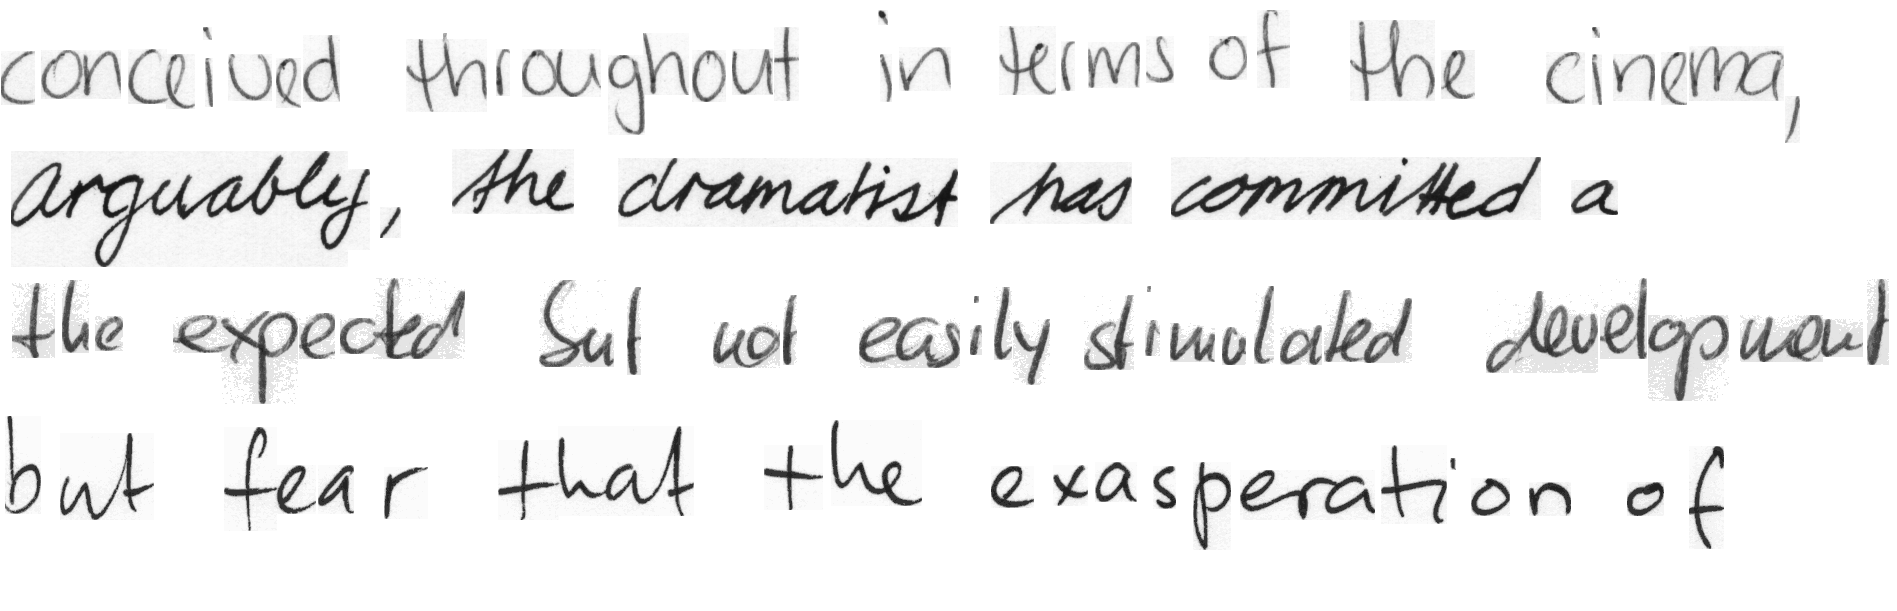 conceived throughout in terms of the cinema,
arguably, the dramatist has committed a
the expected but not easily stimulated development
but fear that the exasperation of